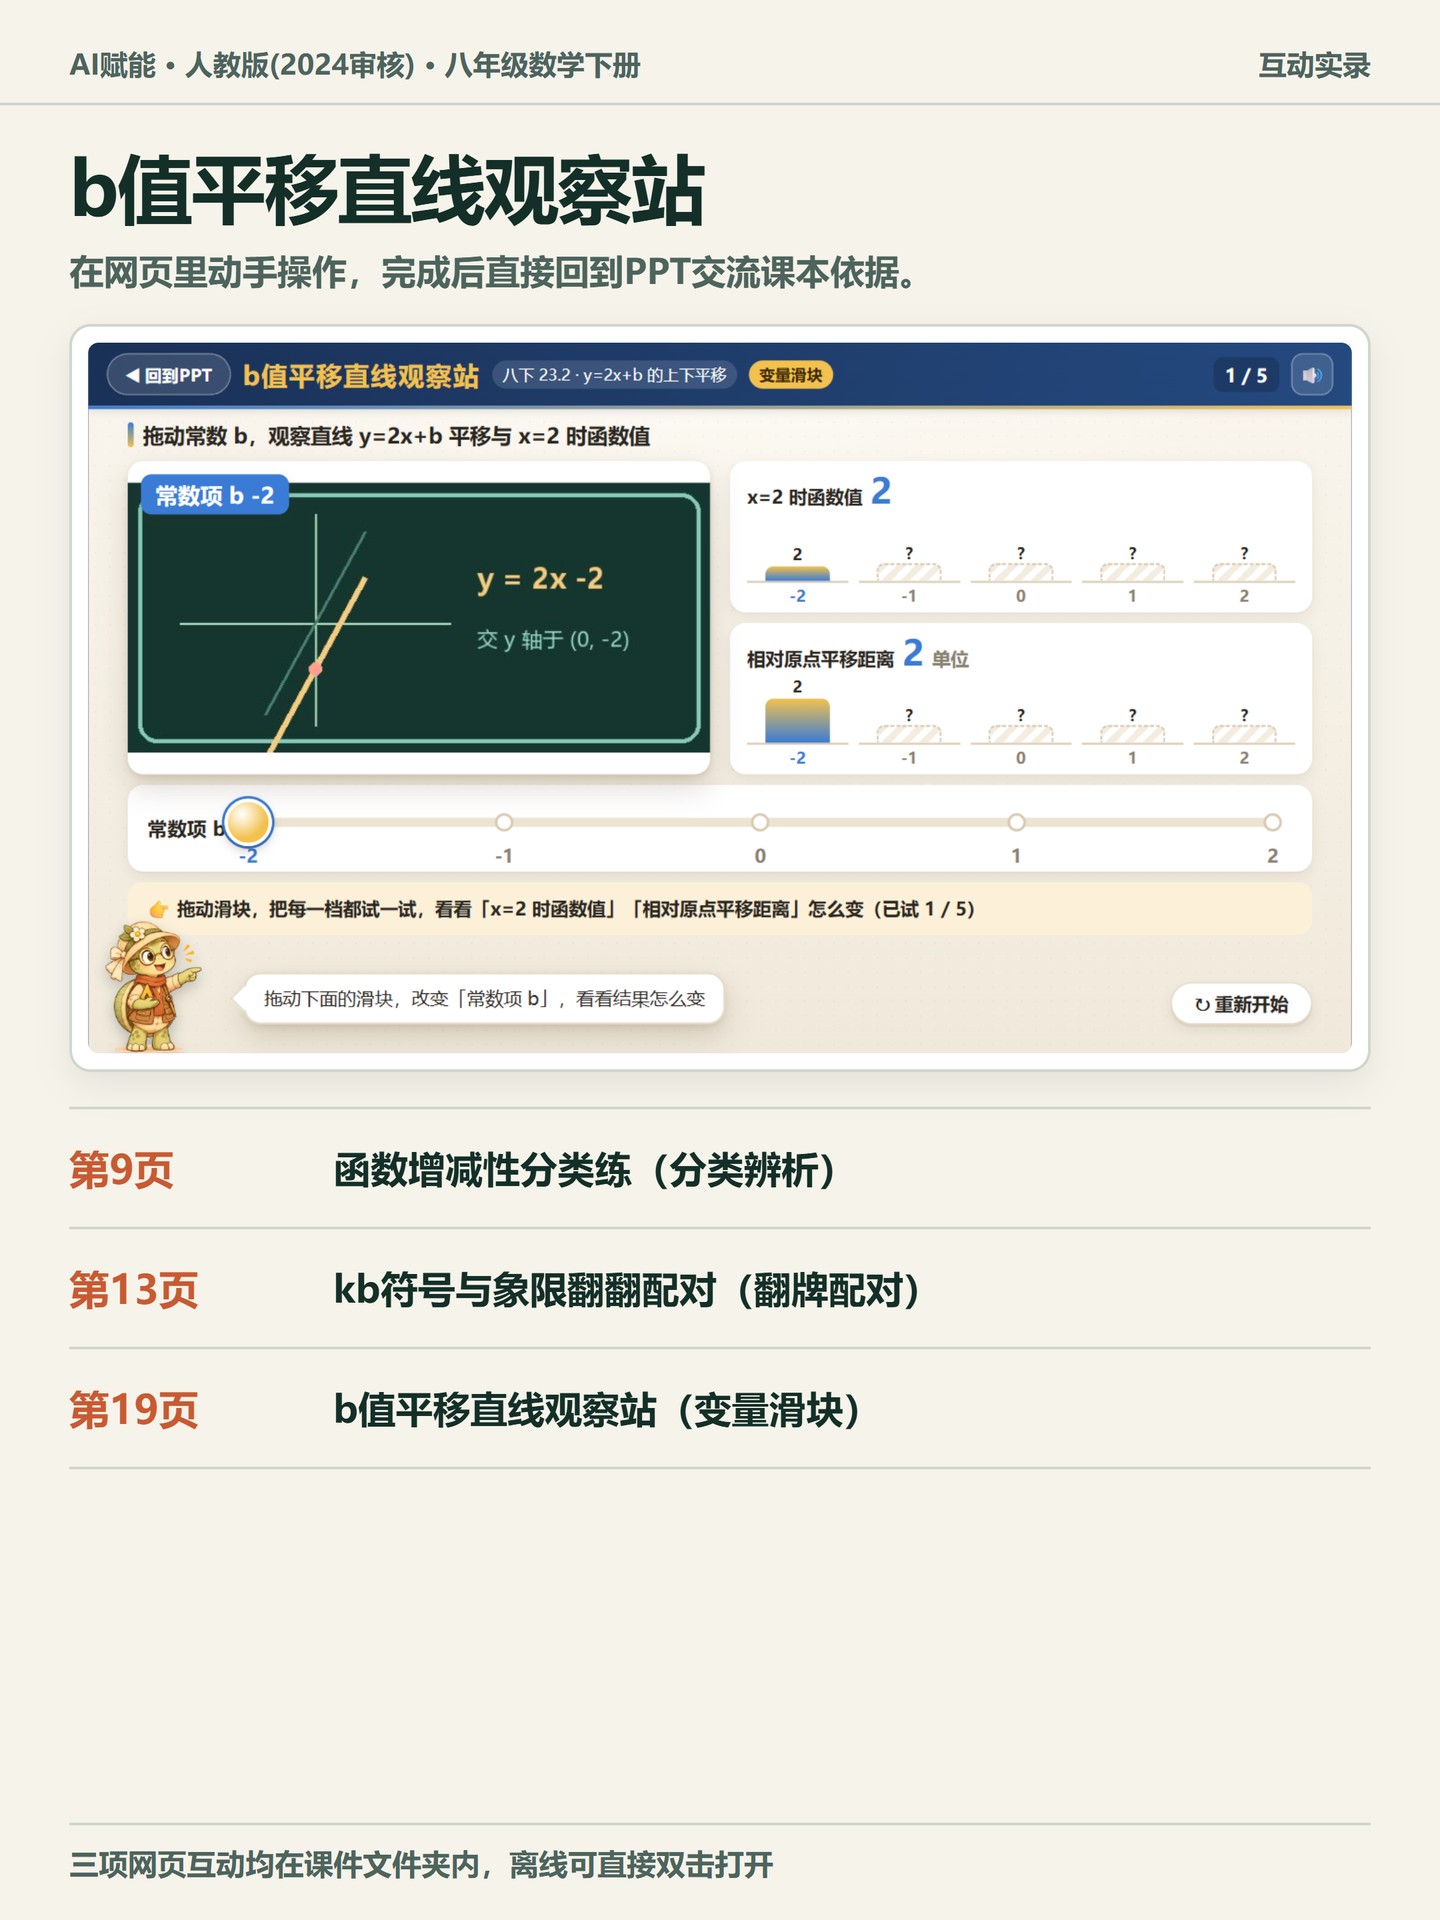 AI赋能 • 人教版(2024审核) • 八年级数学下册
互动实录
b值平移直线观察站
在网页里动手操作，完成后直接回到PPT交流课本依据。
◀ 回到PPT
b值平移直线观察站
八下 23.2 · y=2x+b 的上下平移
变量滑块
1 / 5
拖动常数 b，观察直线 y=2x+b 平移与 x=2 时函数值
常数项 b -2
y = 2x -2
交 y 轴于 (0, -2)
x=2 时函数值 2
2 ? ? ? ?
-2 -1 0 1 2
相对原点平移距离 2 单位
2 ? ? ? ?
-2 -1 0 1 2
常数项 b
-2 -1 0 1 2
👉 拖动滑块，把每一档都试一试，看看「x=2 时函数值」「相对原点平移距离」怎么变（已试 1 / 5）
拖动下面的滑块，改变「常数项 b」，看看结果怎么变
↻ 重新开始
第9页 函数增减性分类练（分类辨析）
第13页 kb符号与象限翻翻配对（翻牌配对）
第19页 b值平移直线观察站（变量滑块）
三项网页互动均在课件文件夹内，离线可直接双击打开